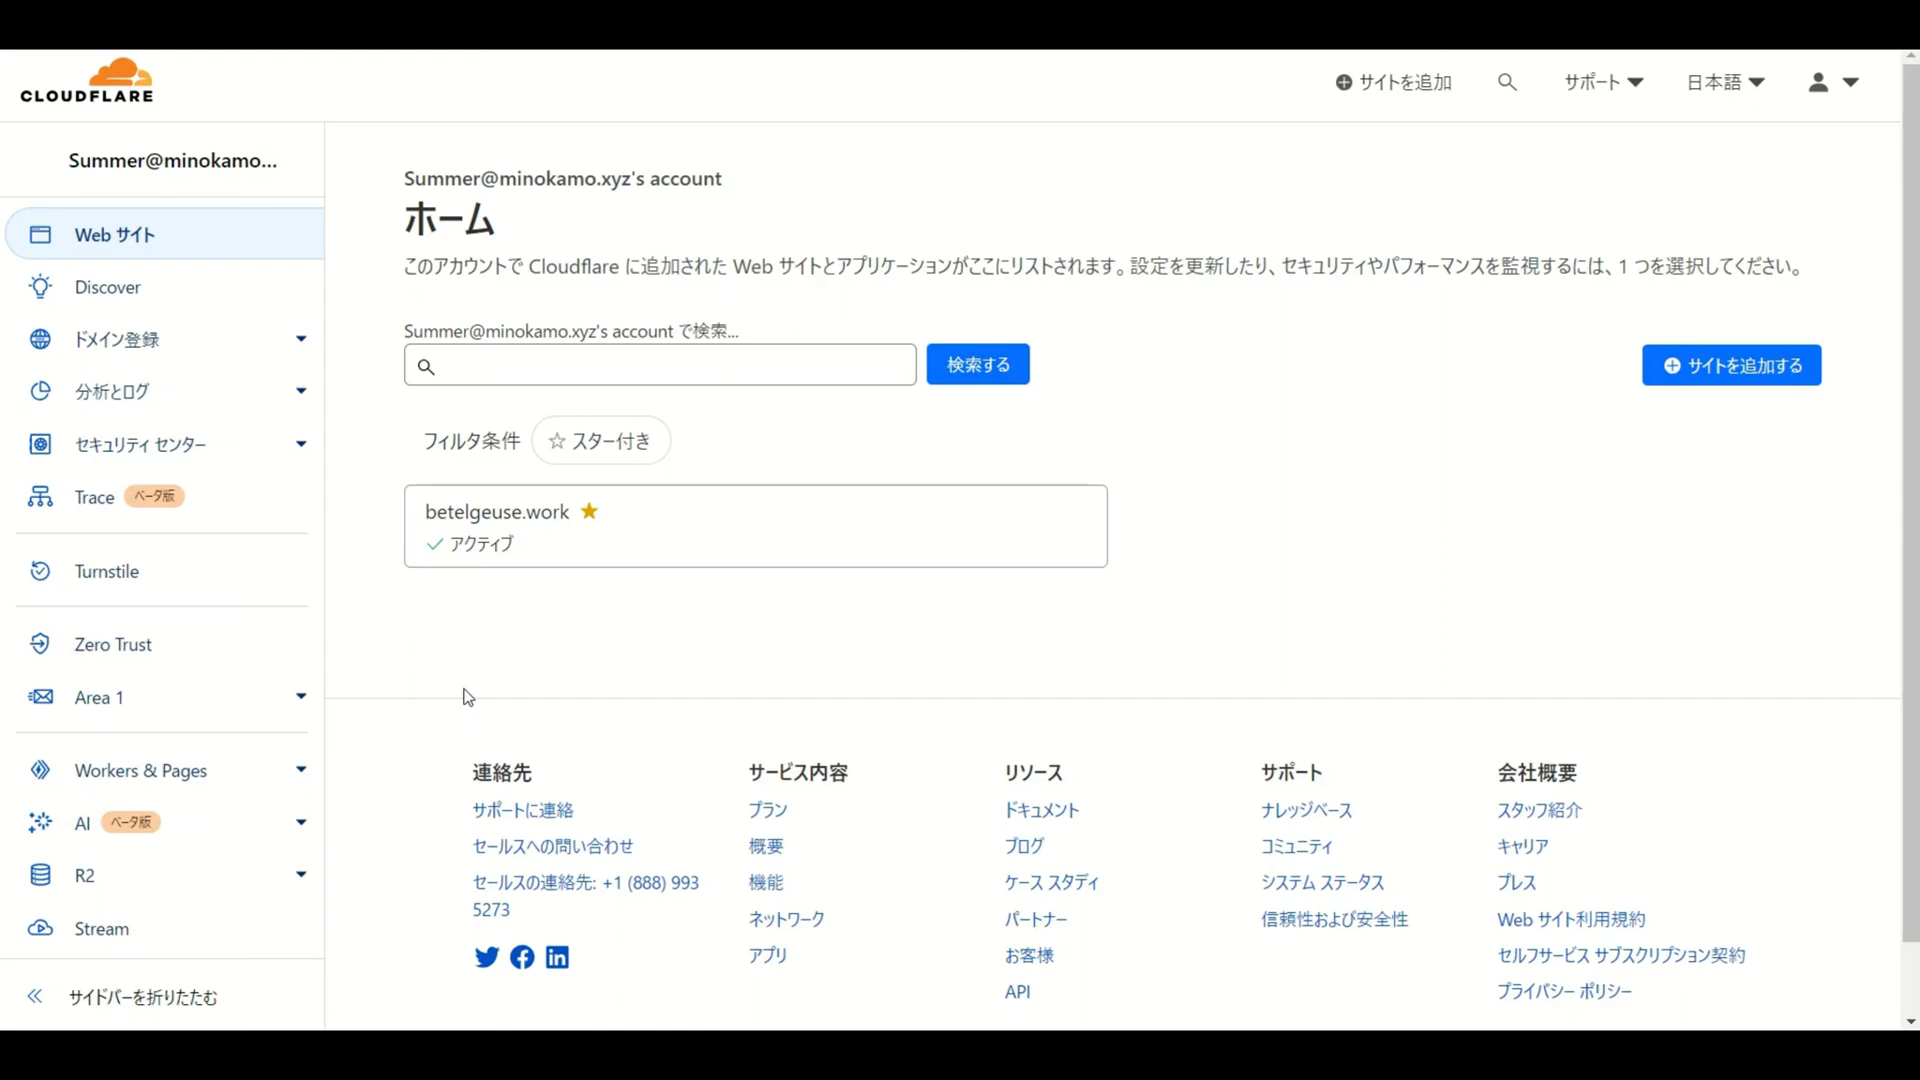 CLOUDFLARE
サイトを追加
サポート
日本語
Summer@minokamo...
Web サイト
Discover
ドメイン登録
分析とログ
セキュリティ センター
Trace ベータ版
Turnstile
Zero Trust
Area 1
Workers & Pages
AI ベータ版
R2
Stream
サイドバーを折りたたむ
Summer@minokamo.xyz's account
ホーム
このアカウントで Cloudflare に追加された Web サイトとアプリケーションがここにリストされます。設定を更新したり、セキュリティやパフォーマンスを監視するには、1 つを選択してください。
Summer@minokamo.xyz's account で検索...
検索する
サイトを追加する
フィルタ条件
スター付き
betelgeuse.work
アクティブ
連絡先
サポートに連絡
セールスへの問い合わせ
セールスの連絡先: +1 (888) 993
5273
サービス内容
プラン
概要
機能
ネットワーク
アプリ
リソース
ドキュメント
ブログ
ケース スタディ
パートナー
お客様
API
サポート
ナレッジベース
コミュニティ
システム ステータス
信頼性および安全性
会社概要
スタッフ紹介
キャリア
プレス
Web サイト利用規約
セルフサービス サブスクリプション契約
プライバシー ポリシー